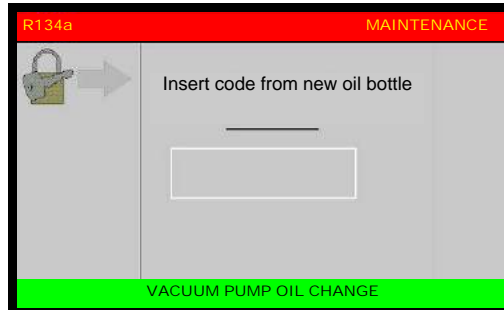 R134a MAINTENANCE
Insert code from new oil bottle
VACUUM PUMP OIL CHANGE